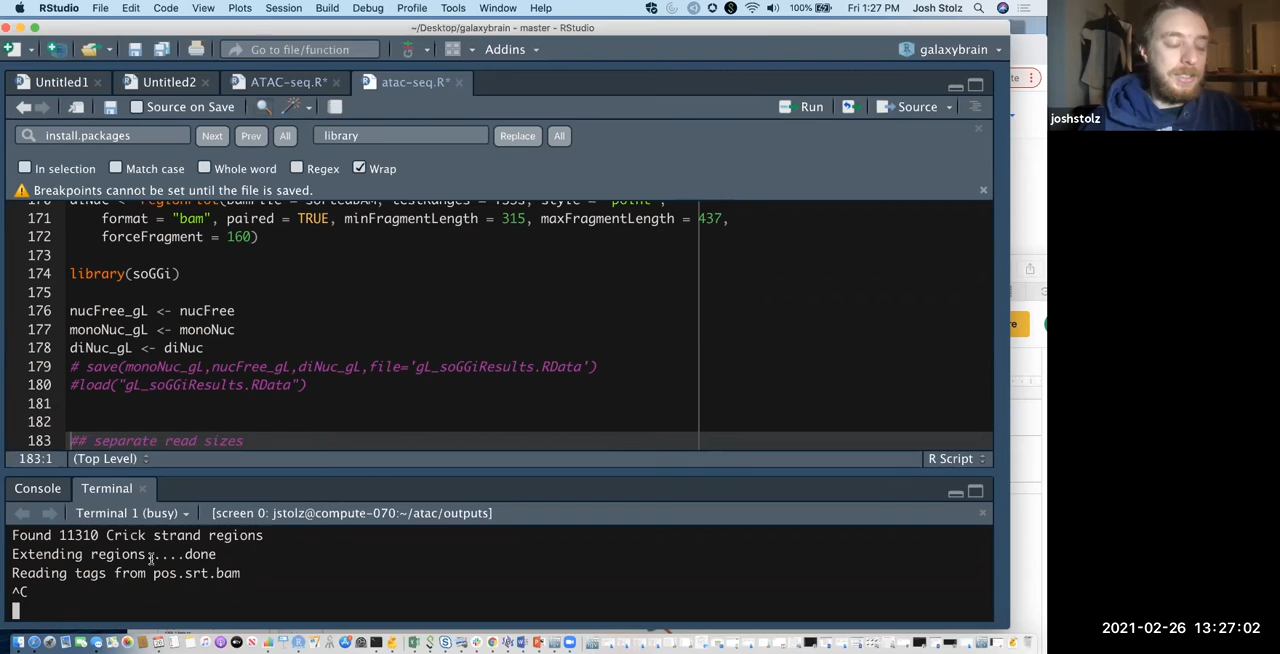 RStudio File Edit Code View Plots Session Build Debug Profile Tools Window Help 100% Fri 1:27 PM Josh Stolz
~/Desktop/galaxybrain - master - RStudio
Go to file/function Addins galaxybrain
Untitled1 Untitled2 ATAC-seq.R* atac-seq.R*
Source on Save Run Source
install.packages Next Prev All library Replace All
In selection Match case Whole word Regex Wrap
Breakpoints cannot be set until the file is saved.
171 format = "bam", paired = TRUE, minFragmentLength = 315, maxFragmentLength = 437,
172 forceFragment = 160)
173
174 library(soGGi)
175
176 nucFree_gL <- nucFree
177 monoNuc_gL <- monoNuc
178 diNuc_gL <- diNuc
179 # save(monoNuc_gL,nucFree_gL,diNuc_gL,file='gL_soGGiResults.RData')
180 #load("gL_soGGiResults.RData")
181
182
183 ## separate read sizes
183:1 (Top Level) R Script
Console Terminal
Terminal 1 (busy) [screen 0: jstolz@compute-070:~/atac/outputs]
Found 11310 Crick strand regions
Extending regions.....done
Reading tags from pos.srt.bam
^C
joshstolz
2021-02-26 13:27:02